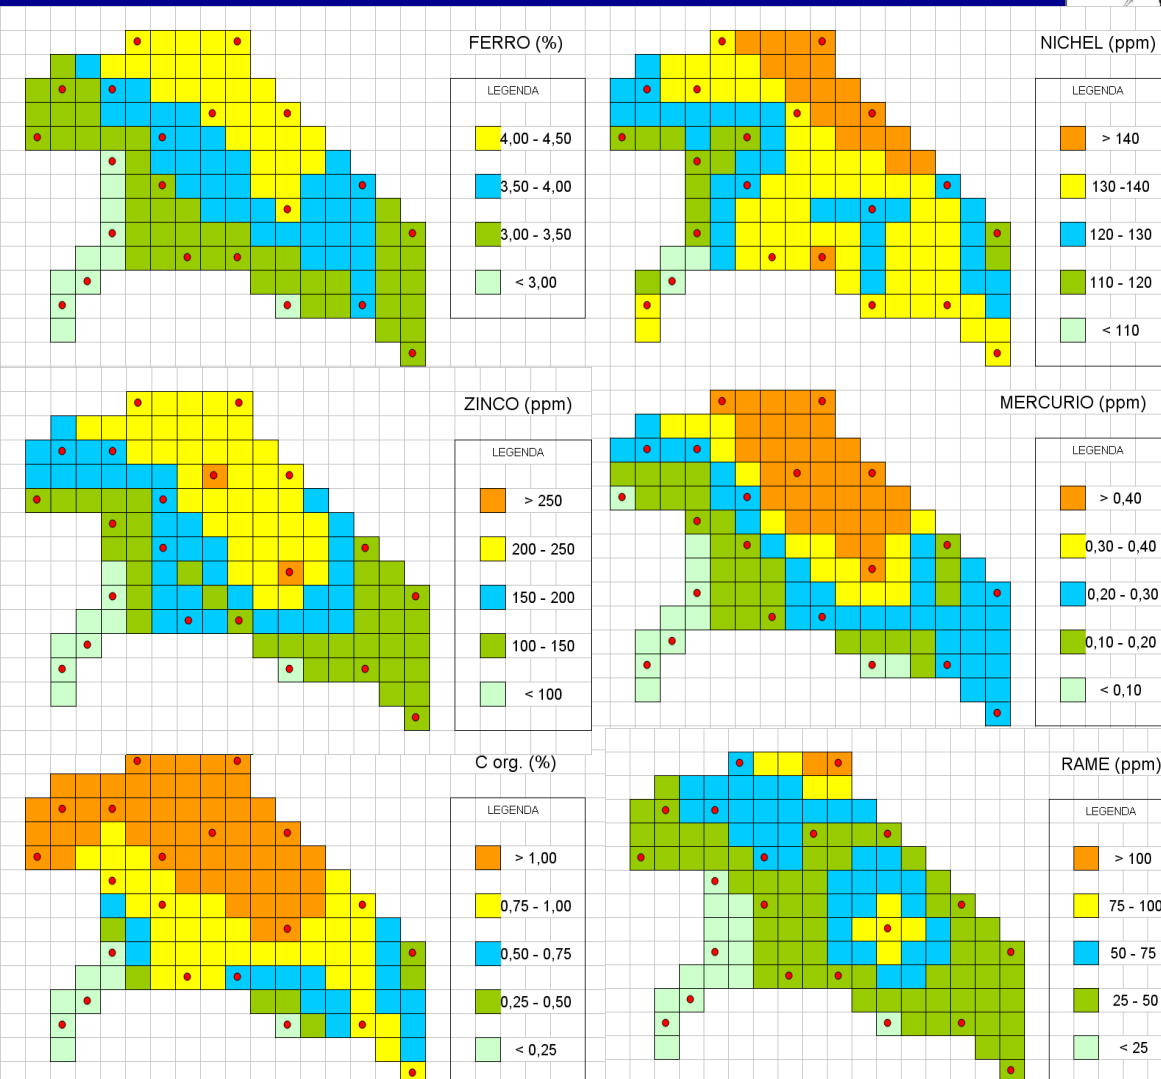 FERRO (%)
LEGENDA
4,00 - 4,50
3,50 - 4,00
3,00 - 3,50
< 3,00
NICHEL (ppm)
LEGENDA
> 140
130 -140
120 - 130
110 - 120
< 110
ZINCO (ppm)
LEGENDA
> 250
200 - 250
150 - 200
100 - 150
< 100
MERCURIO (ppm)
LEGENDA
> 0,40
0,30 - 0,40
0,20 - 0,30
0,10 - 0,20
< 0,10
C org. (%)
LEGENDA
> 1,00
0,75 - 1,00
0,50 - 0,75
0,25 - 0,50
< 0,25
RAME (ppm)
LEGENDA
> 100
75 - 100
50 - 75
25 - 50
< 25